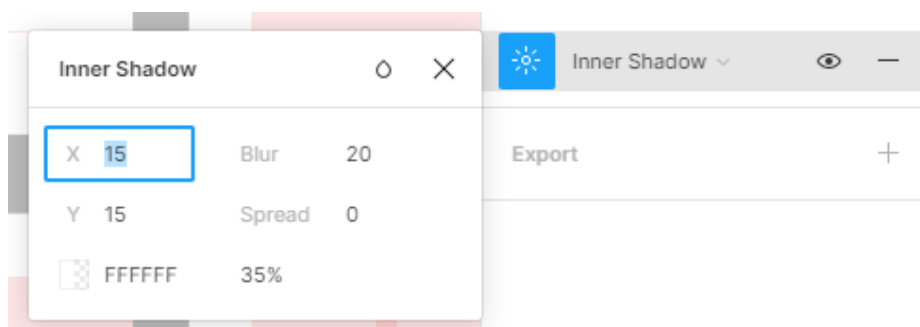 Inner Shadow
Inner Shadow
X 15 Blur 20
Export
Y 15 Spread 0
FFFFFF 35%